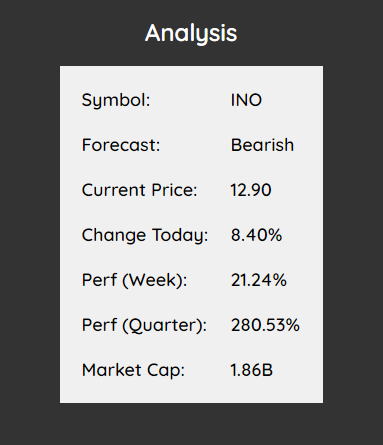 Analysis
Symbol: INO
Forecast: Bearish
Current Price: 12.90
Change Today: 8.40%
Perf (Week): 21.24%
Perf (Quarter): 280.53%
Market Cap: 1.86B